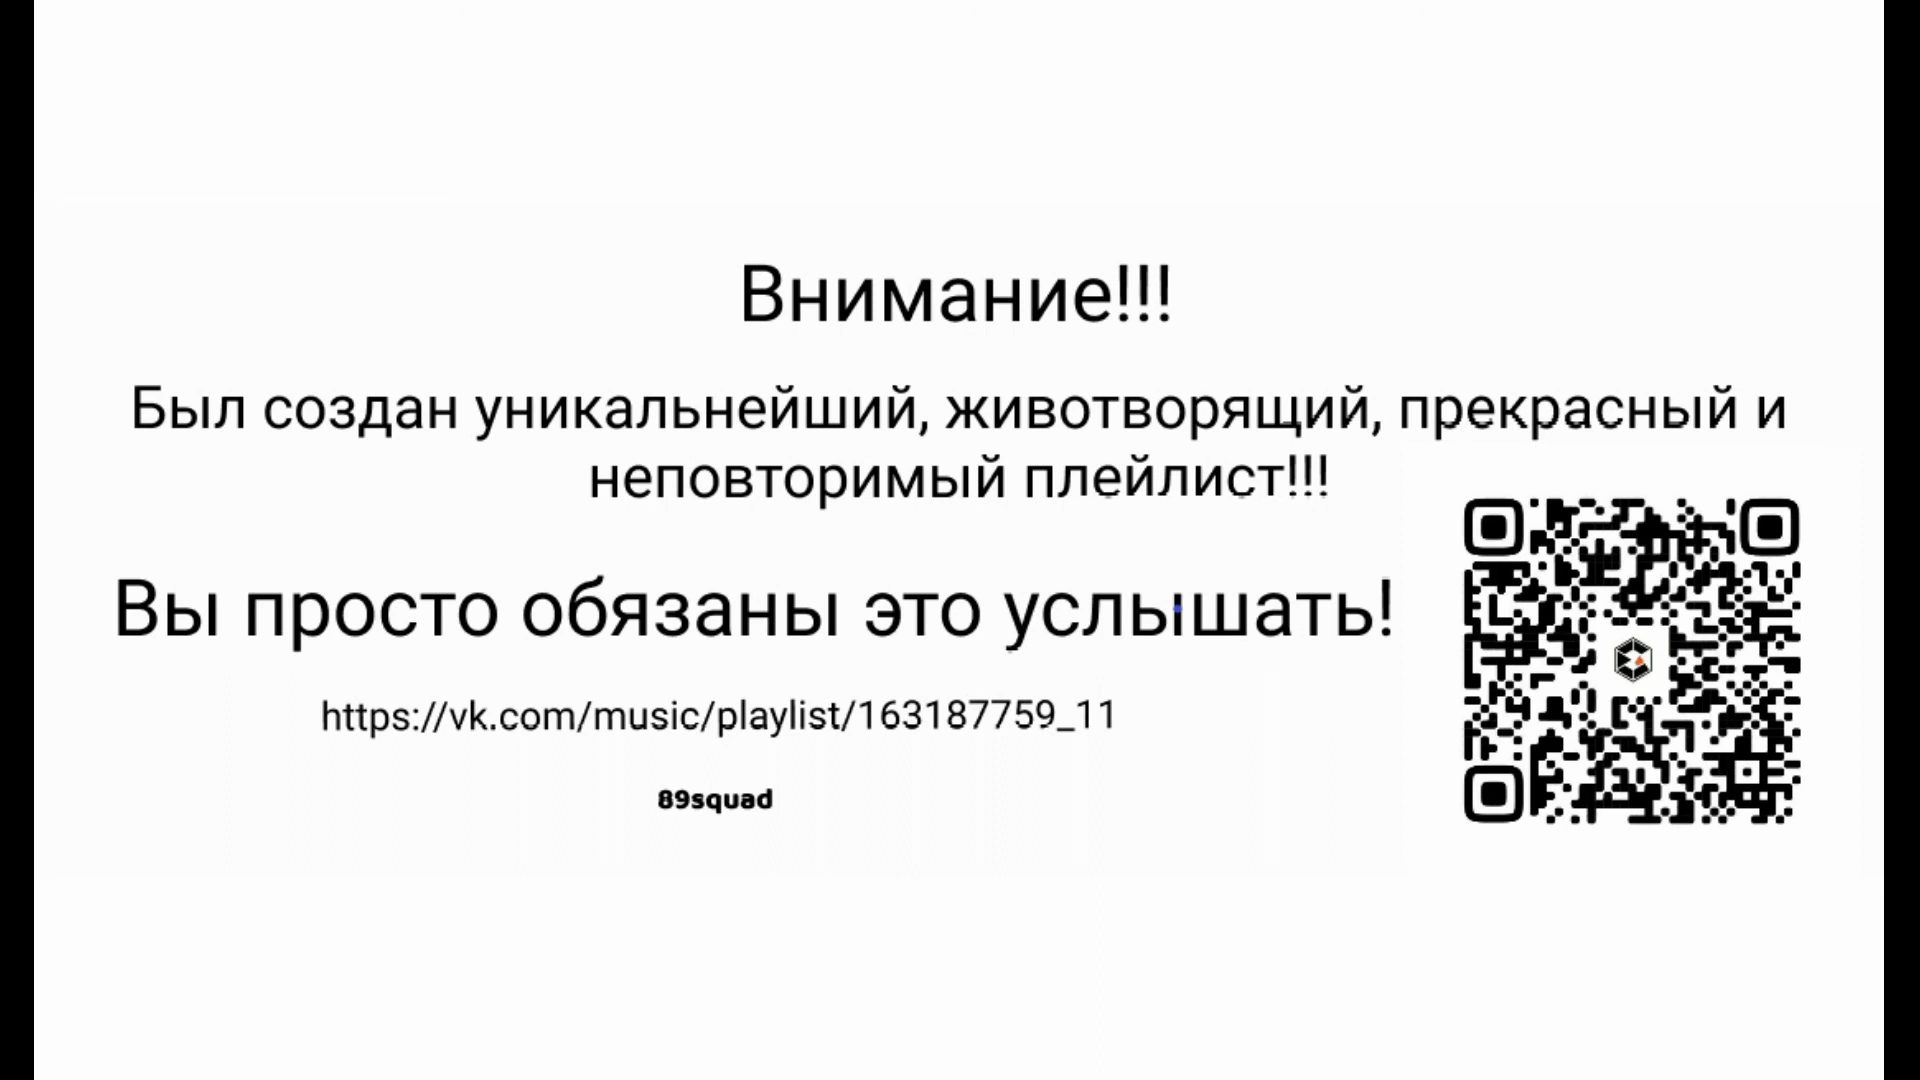 Внимание!!!
Был создан уникальнейший, животворящий, прекрасный и
неповторимый плейлист!!!
Вы просто обязаны это услышать!
https://vk.com/music/playlist/163187759_11
89squad